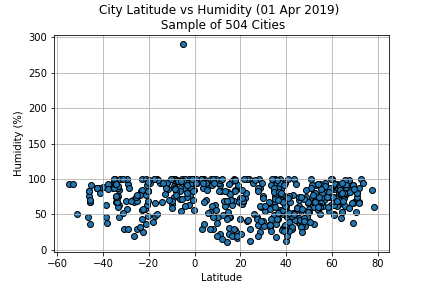 City Latitude vs Humidity (01 Apr 2019)
Sample of 504 Cities
Humidity (%)
300
250
200
150
100
50
0
−60 −40 −20 0 20 40 60 80
Latitude